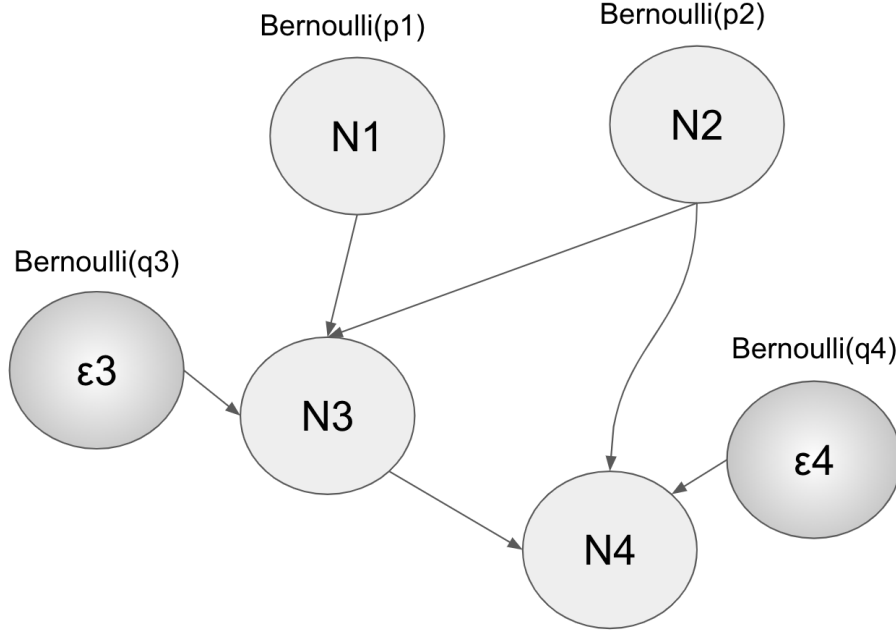 Bernoulli(p1)
Bernoulli(p2)
N1
N2
Bernoulli(q3)
ε3
N3
Bernoulli(q4)
ε4
N4